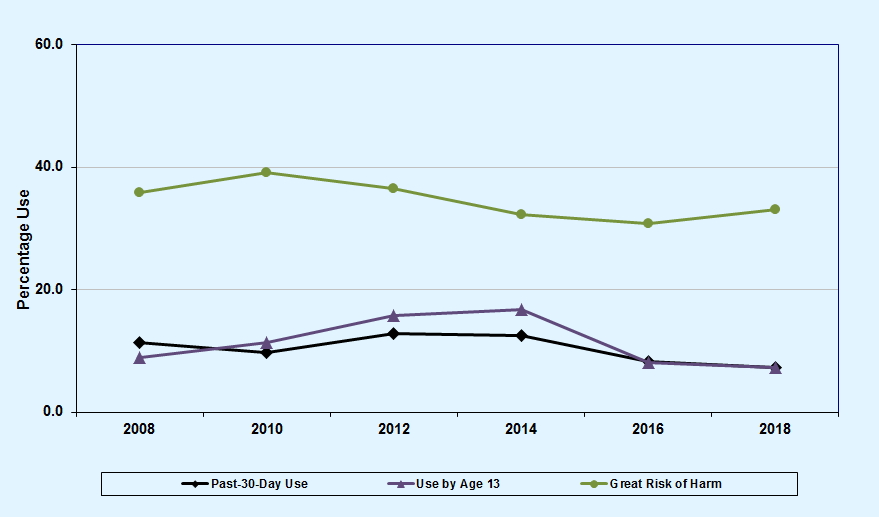 60.0
40.0
20.0
0.0
Percentage Use
2008 2010 2012 2014 2016 2018
Past-30-Day Use Use by Age 13 Great Risk of Harm